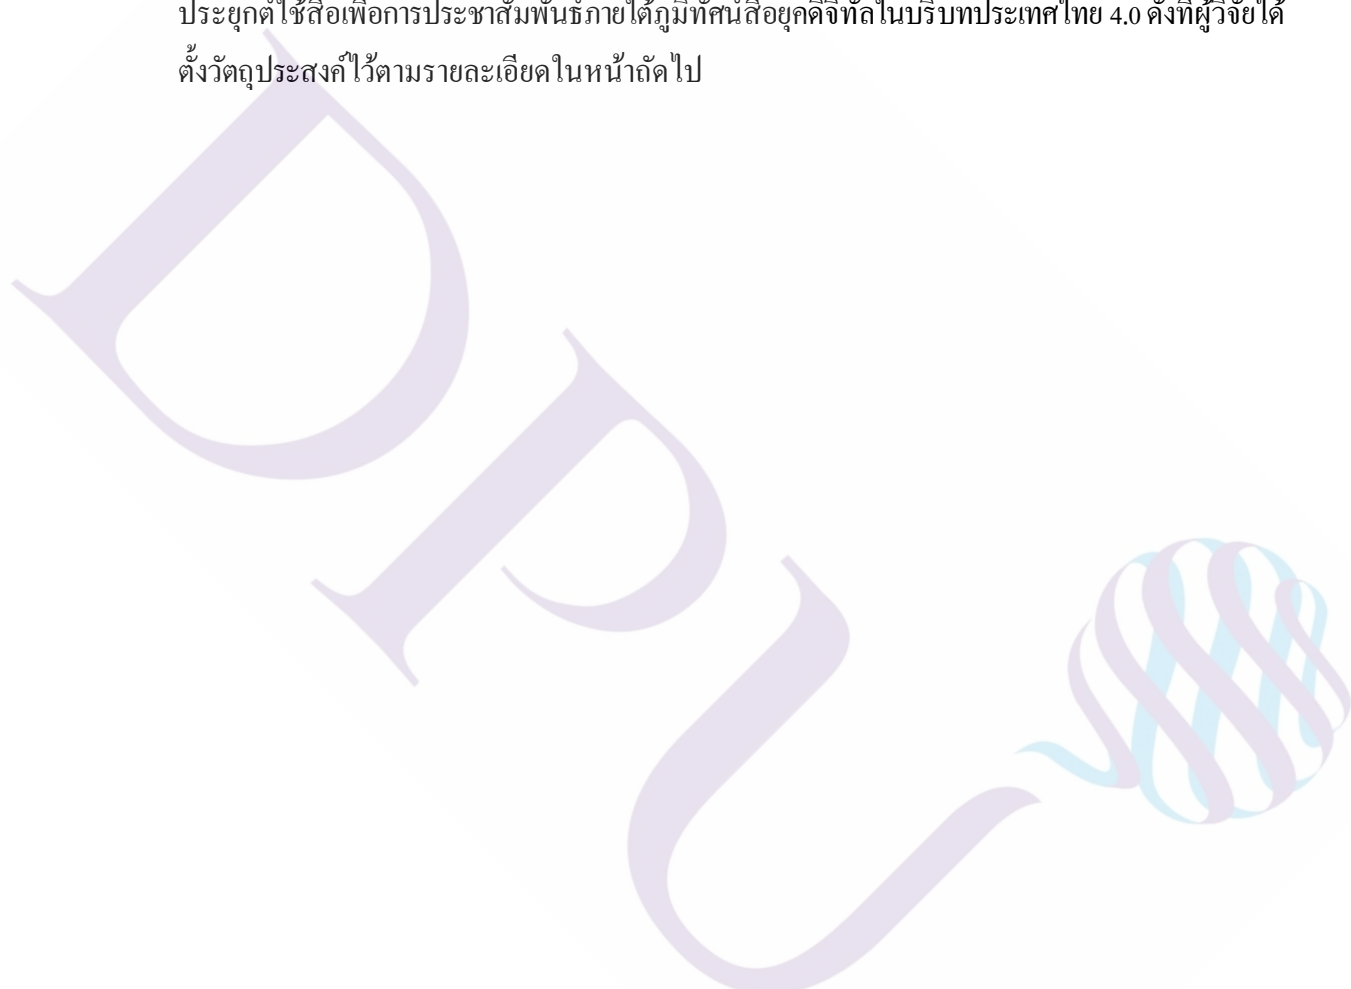 ประยุกต์ใช้สื่อเพื่อการประชาสัมพันธ์ภายใต้ภูมิทัศน์สื่อยุคดิจิทัลในบริบทประเทศไทย 4.0 ดังที่ผู้วิจัยได้
ตั้งวัตถุประสงค์ไว้ตามรายละเอียดในหน้าถัดไป
DPU